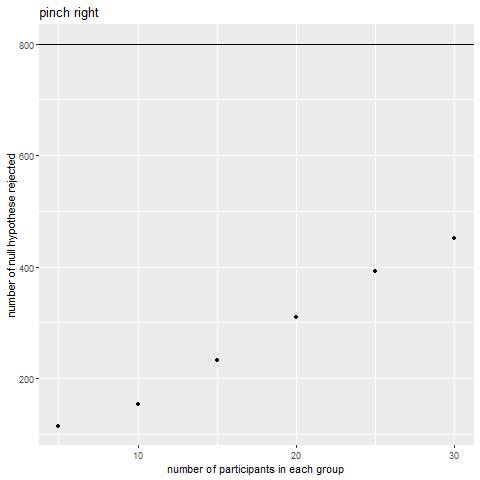 pinch right
800
600
400
200
number of null hypothese rejected
10
20
30
number of participants in each group